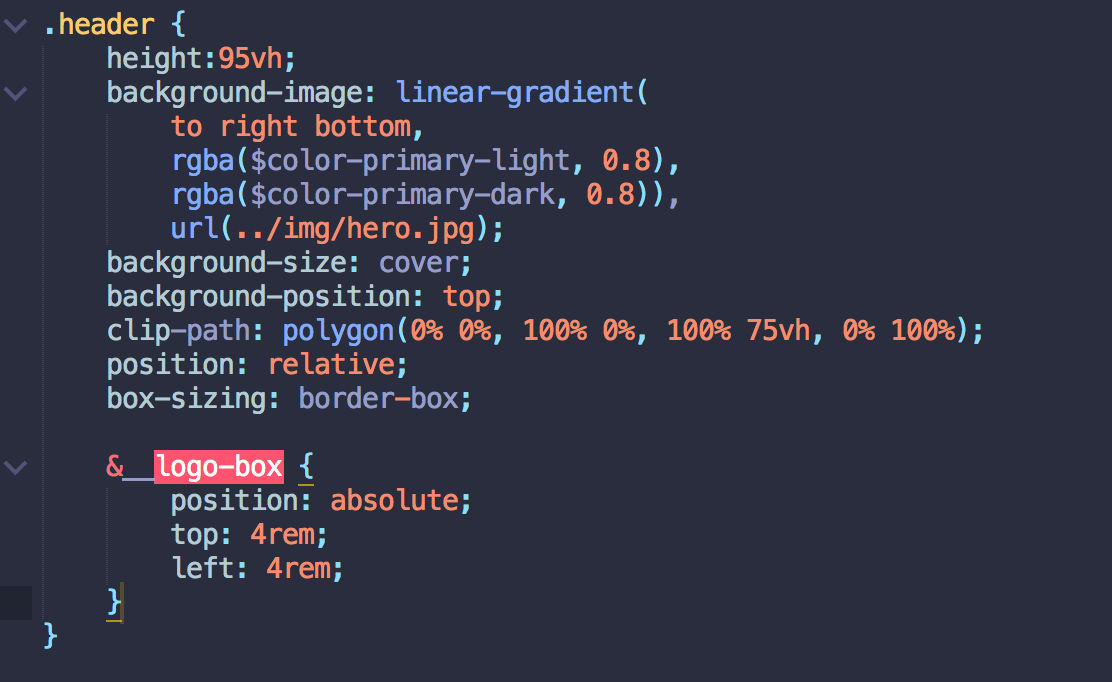 .header {
height:95vh;
background-image: linear-gradient(
to right bottom,
rgba($color-primary-light, 0.8),
rgba($color-primary-dark, 0.8)),
url(../img/hero.jpg);
background-size: cover;
background-position: top;
clip-path: polygon(0% 0%, 100% 0%, 100% 75vh, 0% 100%);
position: relative;
box-sizing: border-box;
&__logo-box {
position: absolute;
top: 4rem;
left: 4rem;
}
}